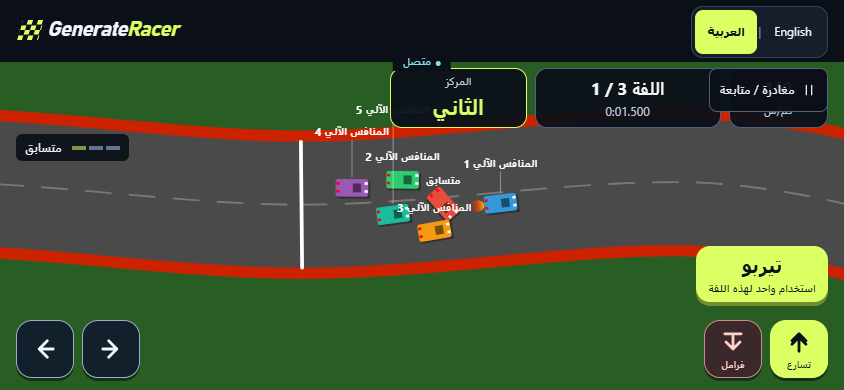 GenerateRacer
العربية | English
متصل
المركز
الثاني
اللفة 3 / 1
0:01.500
مغادرة / متابعة
كم/س
متسابق
المنافس الآلي 5
المنافس الآلي 4
المنافس الآلي 2
المنافس الآلي 1
متسابق
المنافس الآلي 3
تيربو
استخدام واحد لهذه اللفة
فرامل
تسارع